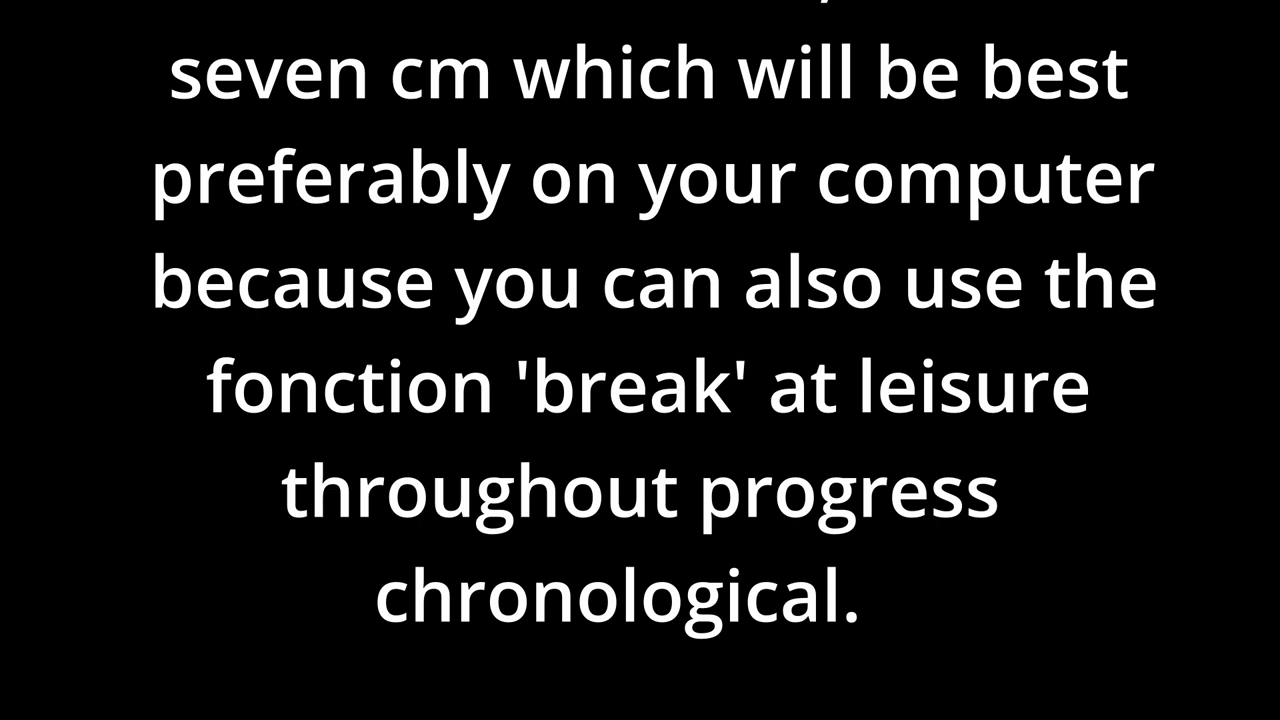 seven cm which will be best
preferably on your computer
because you can also use the
fonction 'break' at leisure
throughout progress
chronological.